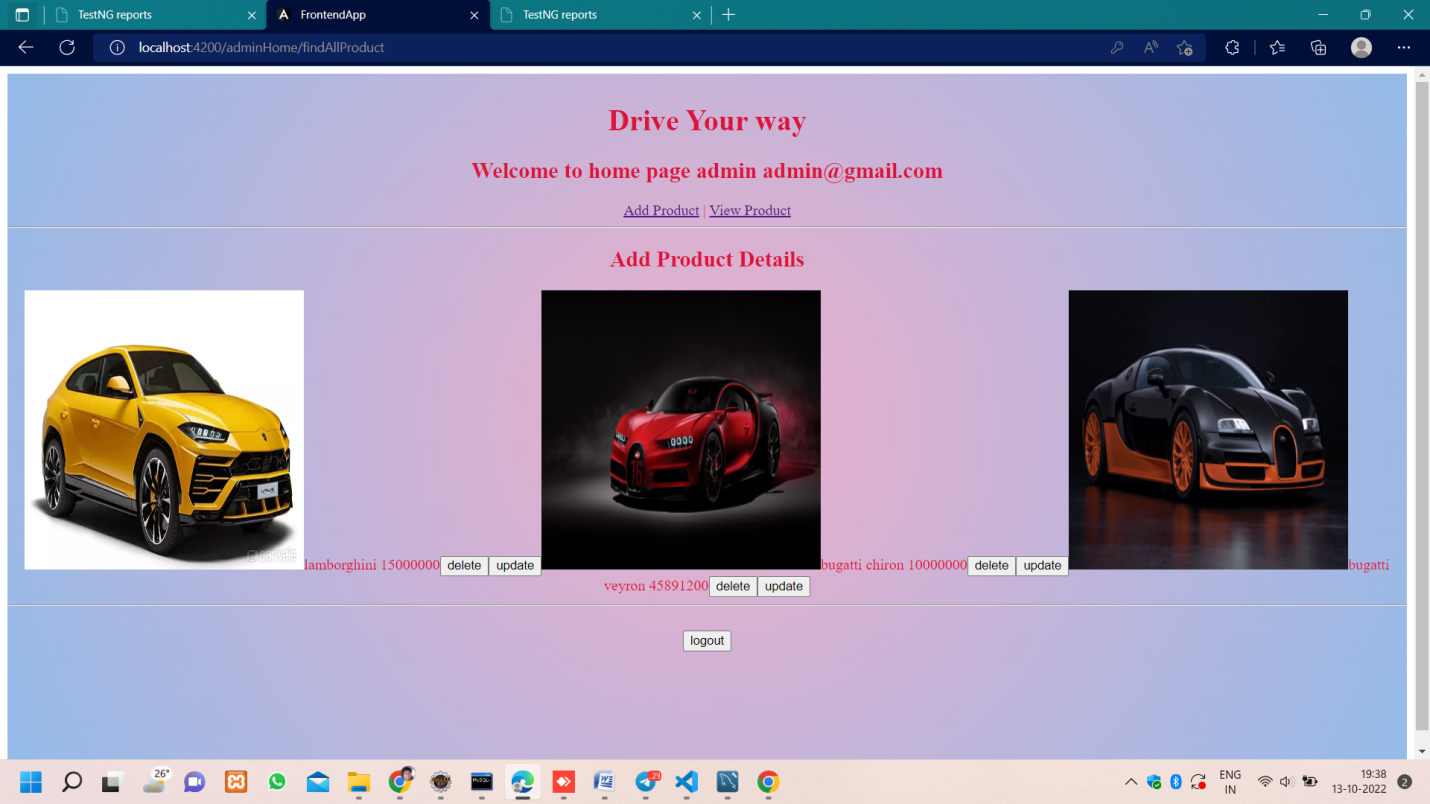 TestNG reports
FrontendApp
TestNG reports
localhost:4200/adminHome/findAllProduct
Drive Your way
Welcome to home page admin admin@gmail.com
Add Product | View Product
Add Product Details
lamborghini 15000000 delete update bugatti chiron 10000000 delete update bugatti
veyron 45891200 delete update
logout
26°
29
ENG
IN
19:38
13-10-2022
2